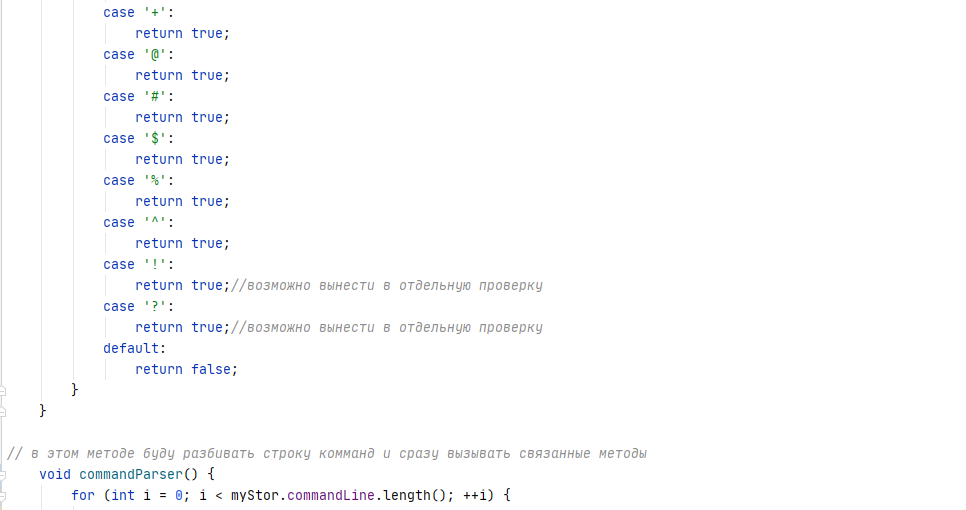 case '+':
return true;
case '@':
return true;
case '#':
return true;
case '$':
return true;
case '%':
return true;
case '^':
return true;
case '!':
return true;//возможно вынести в отдельную проверку
case '?':
return true;//возможно вынести в отдельную проверку
default:
return false;
}
}
// в этом методе буду разбивать строку комманд и сразу вызывать связанные методы
void commandParser() {
for (int i = 0; i < myStor.commandLine.length(); ++i) {